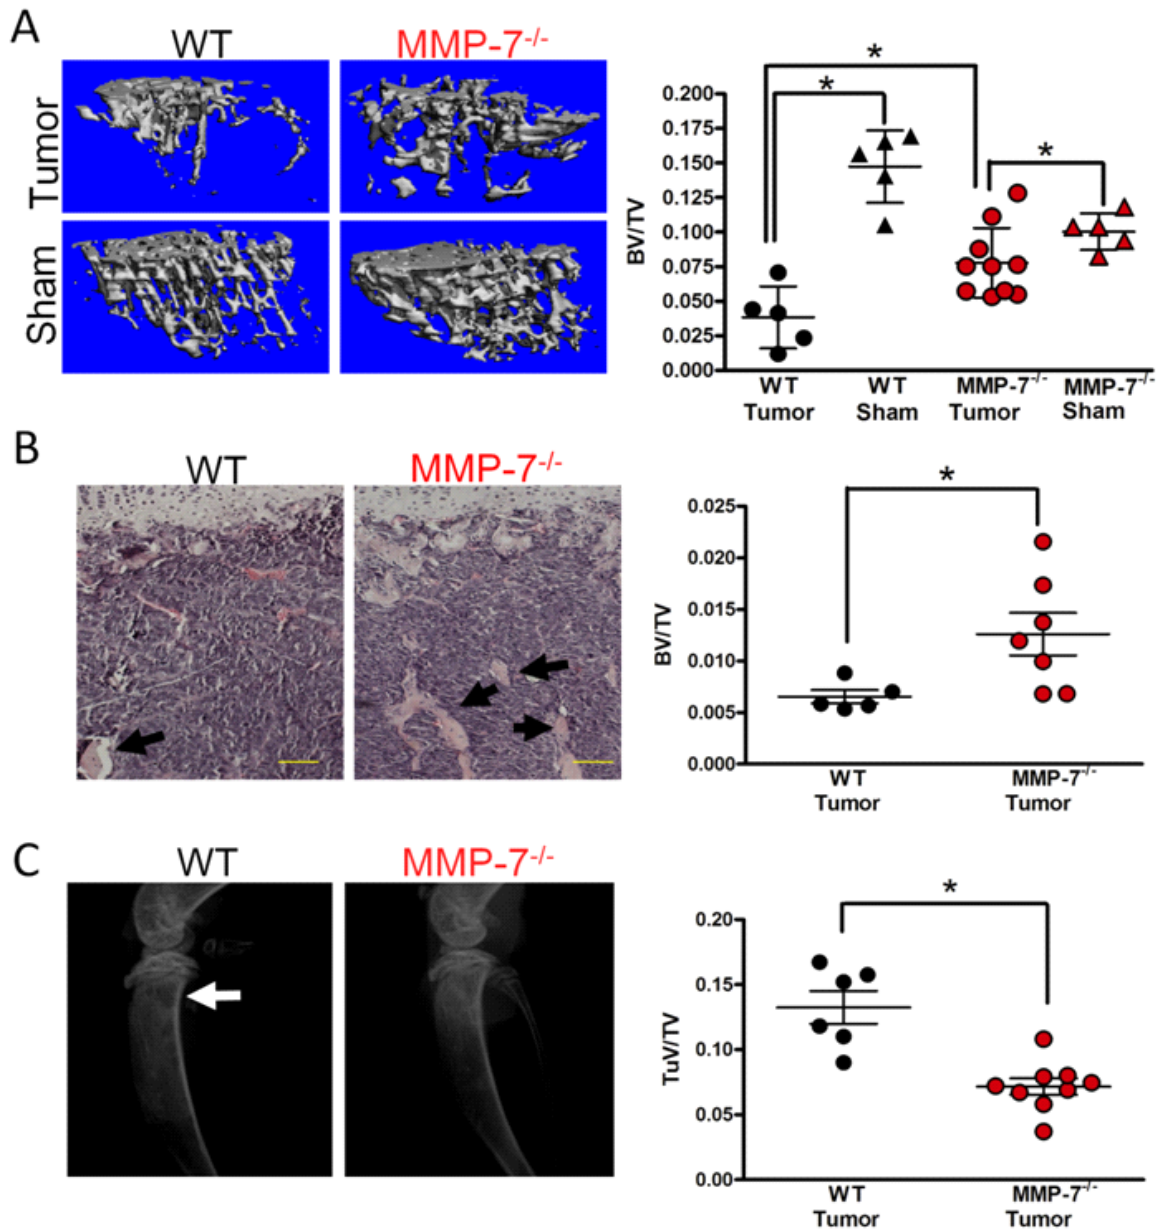 A
WT
MMP-7-/-
Tumor
Sham
*
*
*
BV/TV
0.200
0.175
0.150
0.125
0.100
0.075
0.050
0.025
0.000
WT
Tumor
WT
Sham
MMP-7-/-
Tumor
MMP-7-/-
Sham
B
WT
MMP-7-/-
*
BV/TV
0.025
0.020
0.015
0.010
0.005
0.000
WT
Tumor
MMP-7-/-
Tumor
C
WT
MMP-7-/-
*
TuV/TV
0.20
0.15
0.10
0.05
0.00
WT
Tumor
MMP-7-/-
Tumor